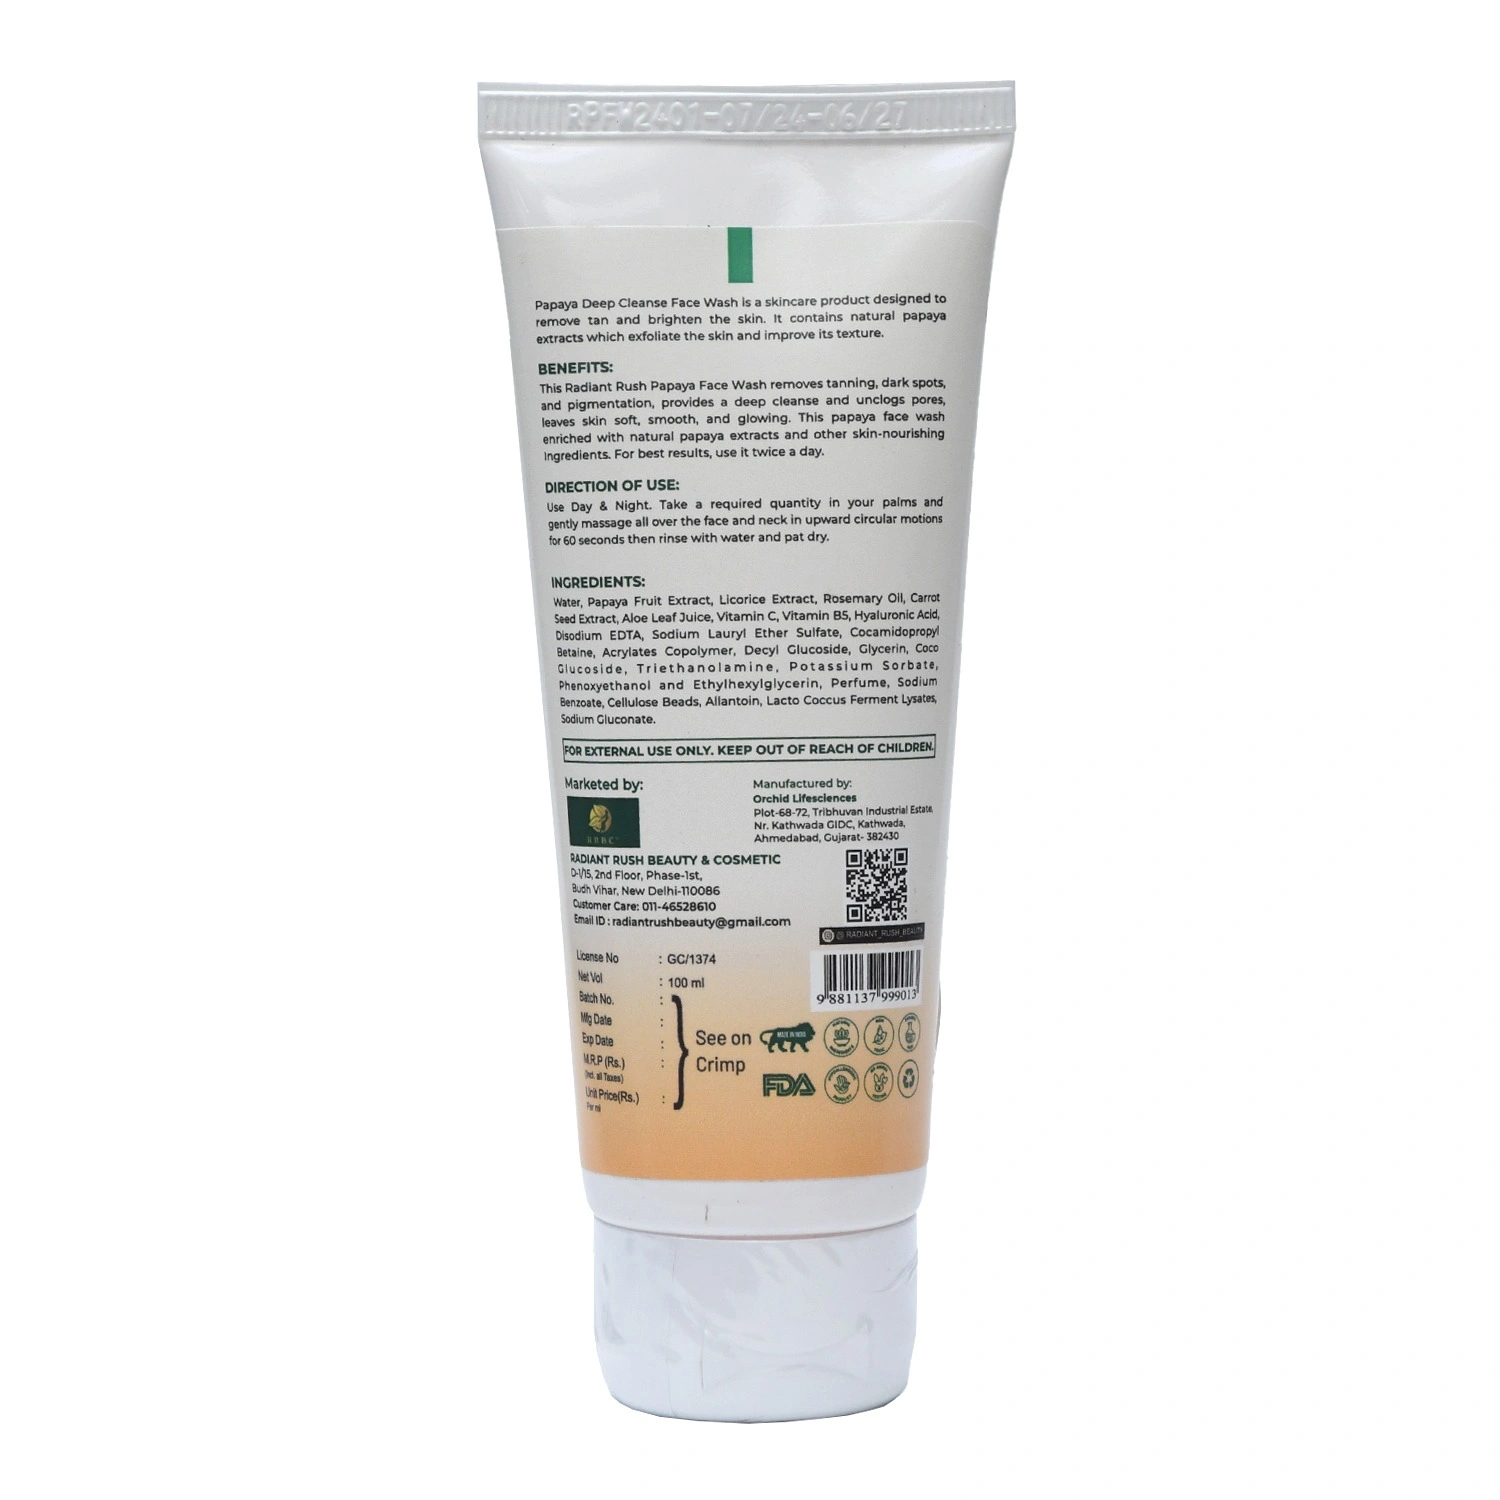 RPFW2401-07/24-06/27
Papaya Deep Cleanse Face Wash is a skincare product designed to
remove tan and brighten the skin. It contains natural papaya
extracts which exfoliate the skin and improve its texture.
BENEFITS:
This Radiant Rush Papaya Face Wash removes tanning, dark spots,
and pigmentation, provides a deep cleanse and unclogs pores,
leaves skin soft, smooth, and glowing. This papaya face wash
enriched with natural papaya extracts and other skin-nourishing
Ingredients. For best results, use it twice a day.
DIRECTION OF USE:
Use Day & Night. Take a required quantity in your palms and
gently massage all over the face and neck in upward circular motions
for 60 seconds then rinse with water and pat dry.
INGREDIENTS:
Water, Papaya Fruit Extract, Licorice Extract, Rosemary Oil, Carrot
Seed Extract, Aloe Leaf Juice, Vitamin C, Vitamin B5, Hyaluronic Acid,
Disodium EDTA, Sodium Lauryl Ether Sulfate, Cocamidopropyl
Betaine, Acrylates Copolymer, Decyl Glucoside, Glycerin, Coco
Glucoside, Triethanolamine, Potassium Sorbate,
Phenoxyethanol and Ethylhexylglycerin, Perfume, Sodium
Benzoate, Cellulose Beads, Allantoin, Lacto Coccus Ferment Lysates,
Sodium Gluconate.
FOR EXTERNAL USE ONLY. KEEP OUT OF REACH OF CHILDREN.
Marketed by:
RRBC
RADIANT RUSH BEAUTY & COSMETIC
D-1/15, 2nd Floor, Phase-1st,
Budh Vihar, New Delhi-110086
Customer Care: 011-46528610
Email ID : radiantrushbeauty@gmail.com
Manufactured by:
Orchid Lifesciences
Plot-68-72, Tribhuvan Industrial Estate,
Nr. Kathwada GIDC, Kathwada,
Ahmedabad, Gujarat- 382430
@ RADIANT_RUSH_BEAUTY
License No : GC/1374
Net Vol : 100 ml
Batch No. :
Mfg Date :
Exp Date :
M.R.P (Rs.) :
(Incl. all Taxes)
Unit Price(Rs.) :
Per ml
See on
Crimp
9 881137 999013
MADE IN INDIA
FDA